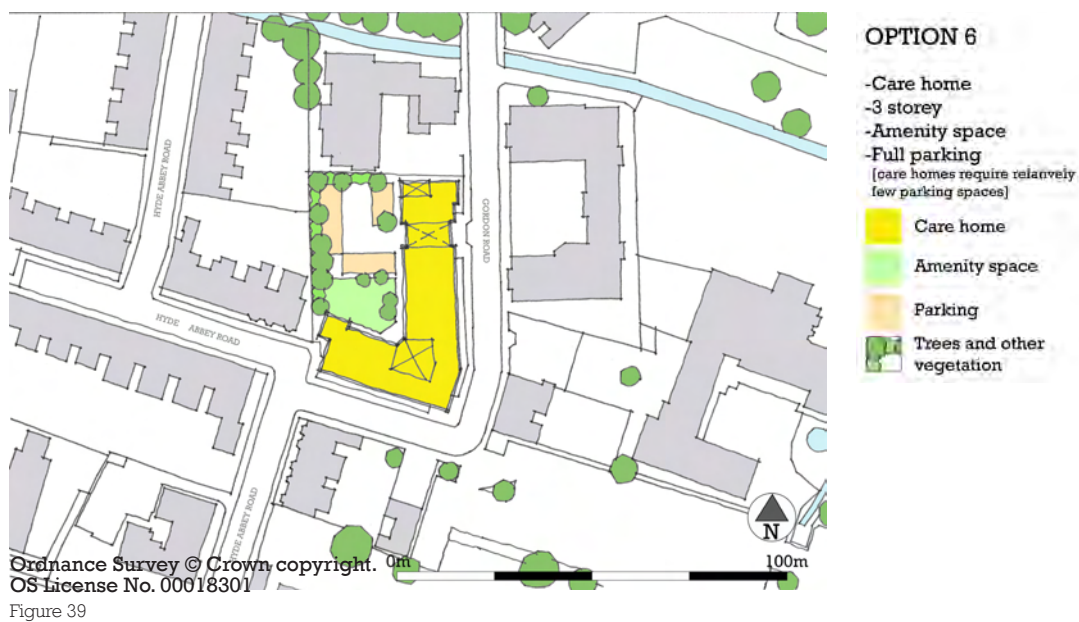 OPTION 6
-Care home
-3 storey
-Amenity space
-Full parking
[care homes require relanvely
few parking spaces]
Care home
Amenity space
Parking
Trees and other
vegetation
HYDE ABBEY ROAD
GORDON ROAD
HYDE ABBEY ROAD
HYDE ABBEY ROAD
N
0m
100m
Ordnance Survey © Crown copyright.
OS License No. 00018301
Figure 39